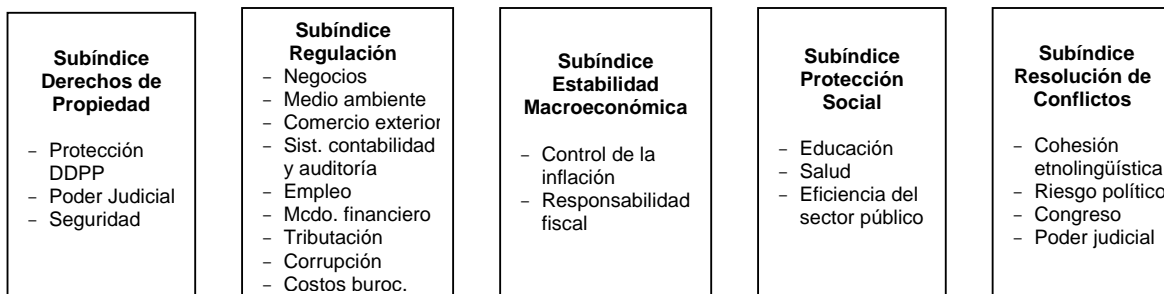 Subíndice
Derechos de
Propiedad
– Protección
DDPP
– Poder Judicial
– Seguridad
Subíndice
Regulación
– Negocios
– Medio ambiente
– Comercio exterior
– Sist. contabilidad
y auditoría
– Empleo
– Mcdo. financiero
– Tributación
– Corrupción
– Costos buroc.
Subíndice
Estabilidad
Macroeconómica
– Control de la
inflación
– Responsabilidad
fiscal
Subíndice
Protección
Social
– Educación
– Salud
– Eficiencia del
sector público
Subíndice
Resolución de
Conflictos
– Cohesión
etnolingüística
– Riesgo político
– Congreso
– Poder judicial